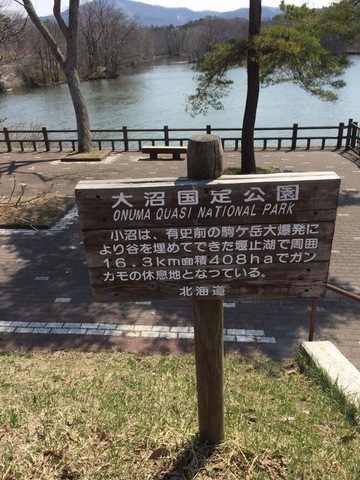 大沼国定公園
ONUMA QUASI NATIONAL PARK
小沼は、有史前の駒ケ岳大爆発に
より谷を埋めてできた堰止湖で周囲
16.3km面積408haでガン
カモの休息地となつている。
北海道